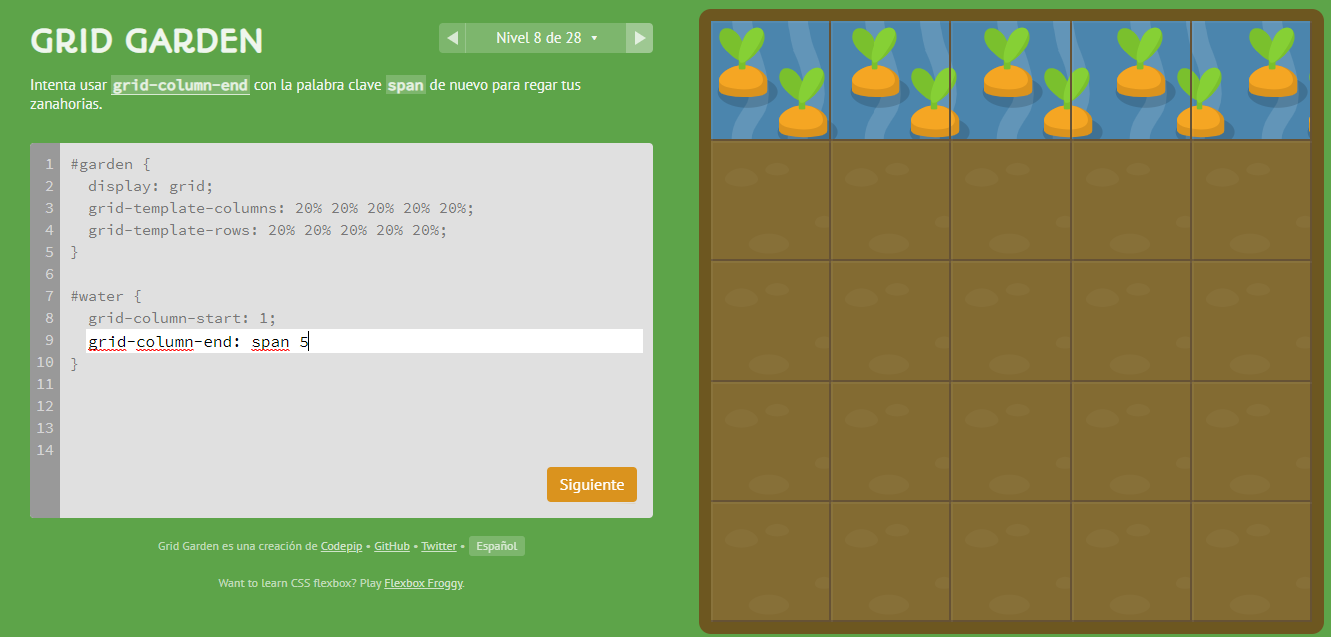 GRID GARDEN
Nivel 8 de 28
Intenta usar grid-column-end con la palabra clave span de nuevo para regar tus
zanahorías.
1 #garden {
2 display: grid;
3 grid-template-columns: 20% 20% 20% 20% 20%;
4 grid-template-rows: 20% 20% 20% 20% 20%;
5 }
6
7 #water {
8 grid-column-start: 1;
9 grid-column-end: span 5
10 }
11
12
13
14
Siguiente
Grid Garden es una creación de Codepip • GitHub • Twitter • Español
Want to learn CSS flexbox? Play Flexbox Froggy.